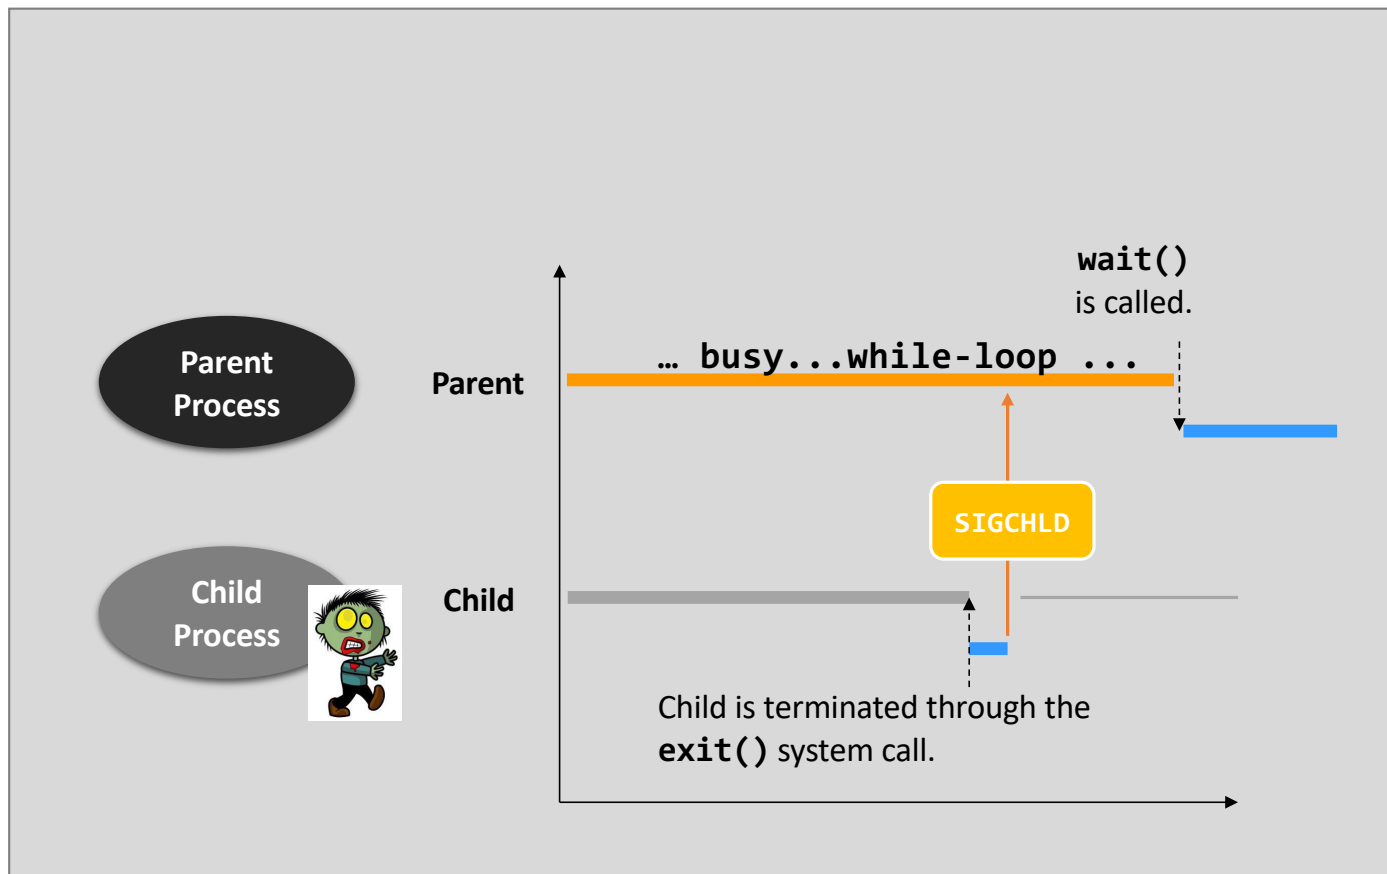 wait()
is called.
Parent
Process
Parent
… busy...while-loop ...
SIGCHLD
Child
Process
Child
Child is terminated through the
exit() system call.